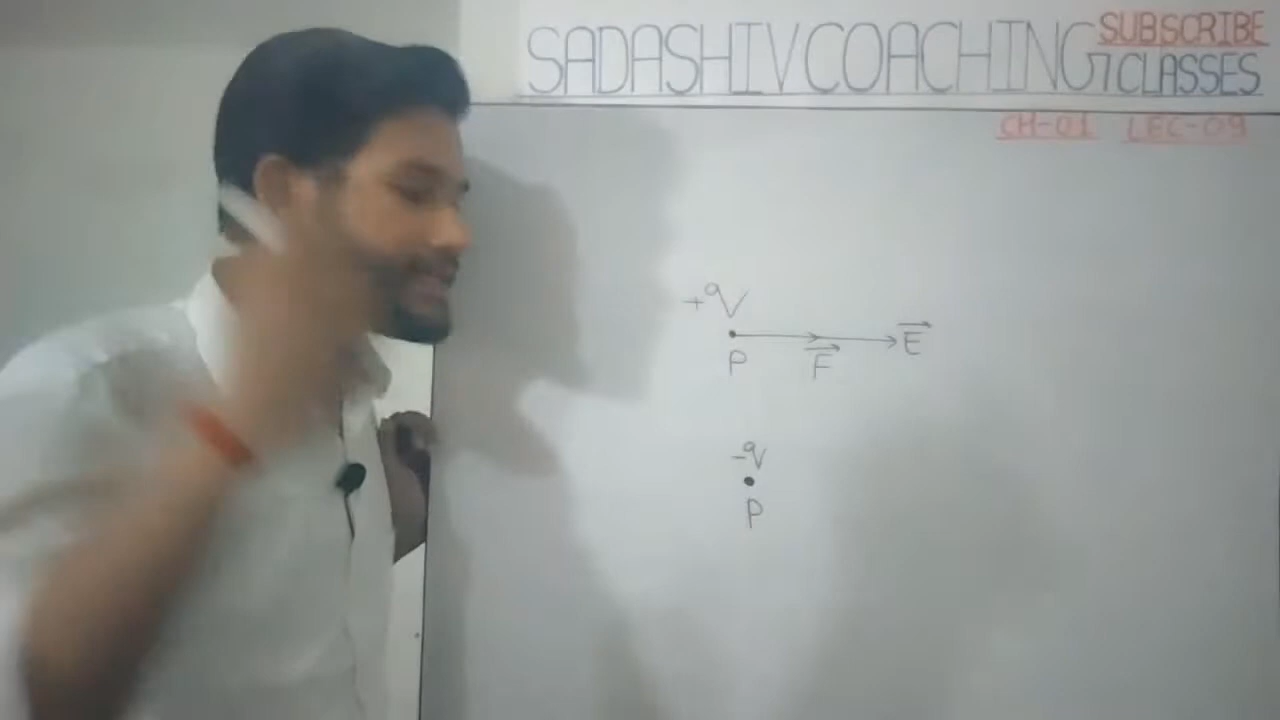 SADASHIV COACHING CLASSES
SUBSCRIBE
CH-01 LEC-09
+q
P
F
E
-q
P